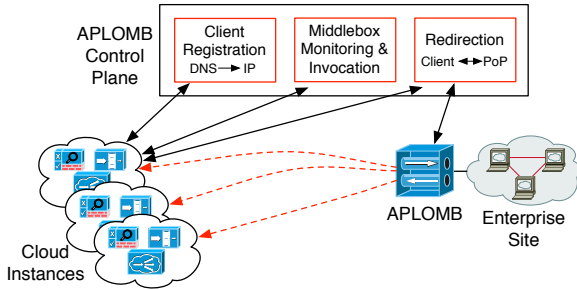 APLOMB
Control
Plane
Client
Registration
DNS → IP
Middlebox
Monitoring &
Invocation
Redirection
Client ↔ PoP
APLOMB
Enterprise
Site
Cloud
Instances